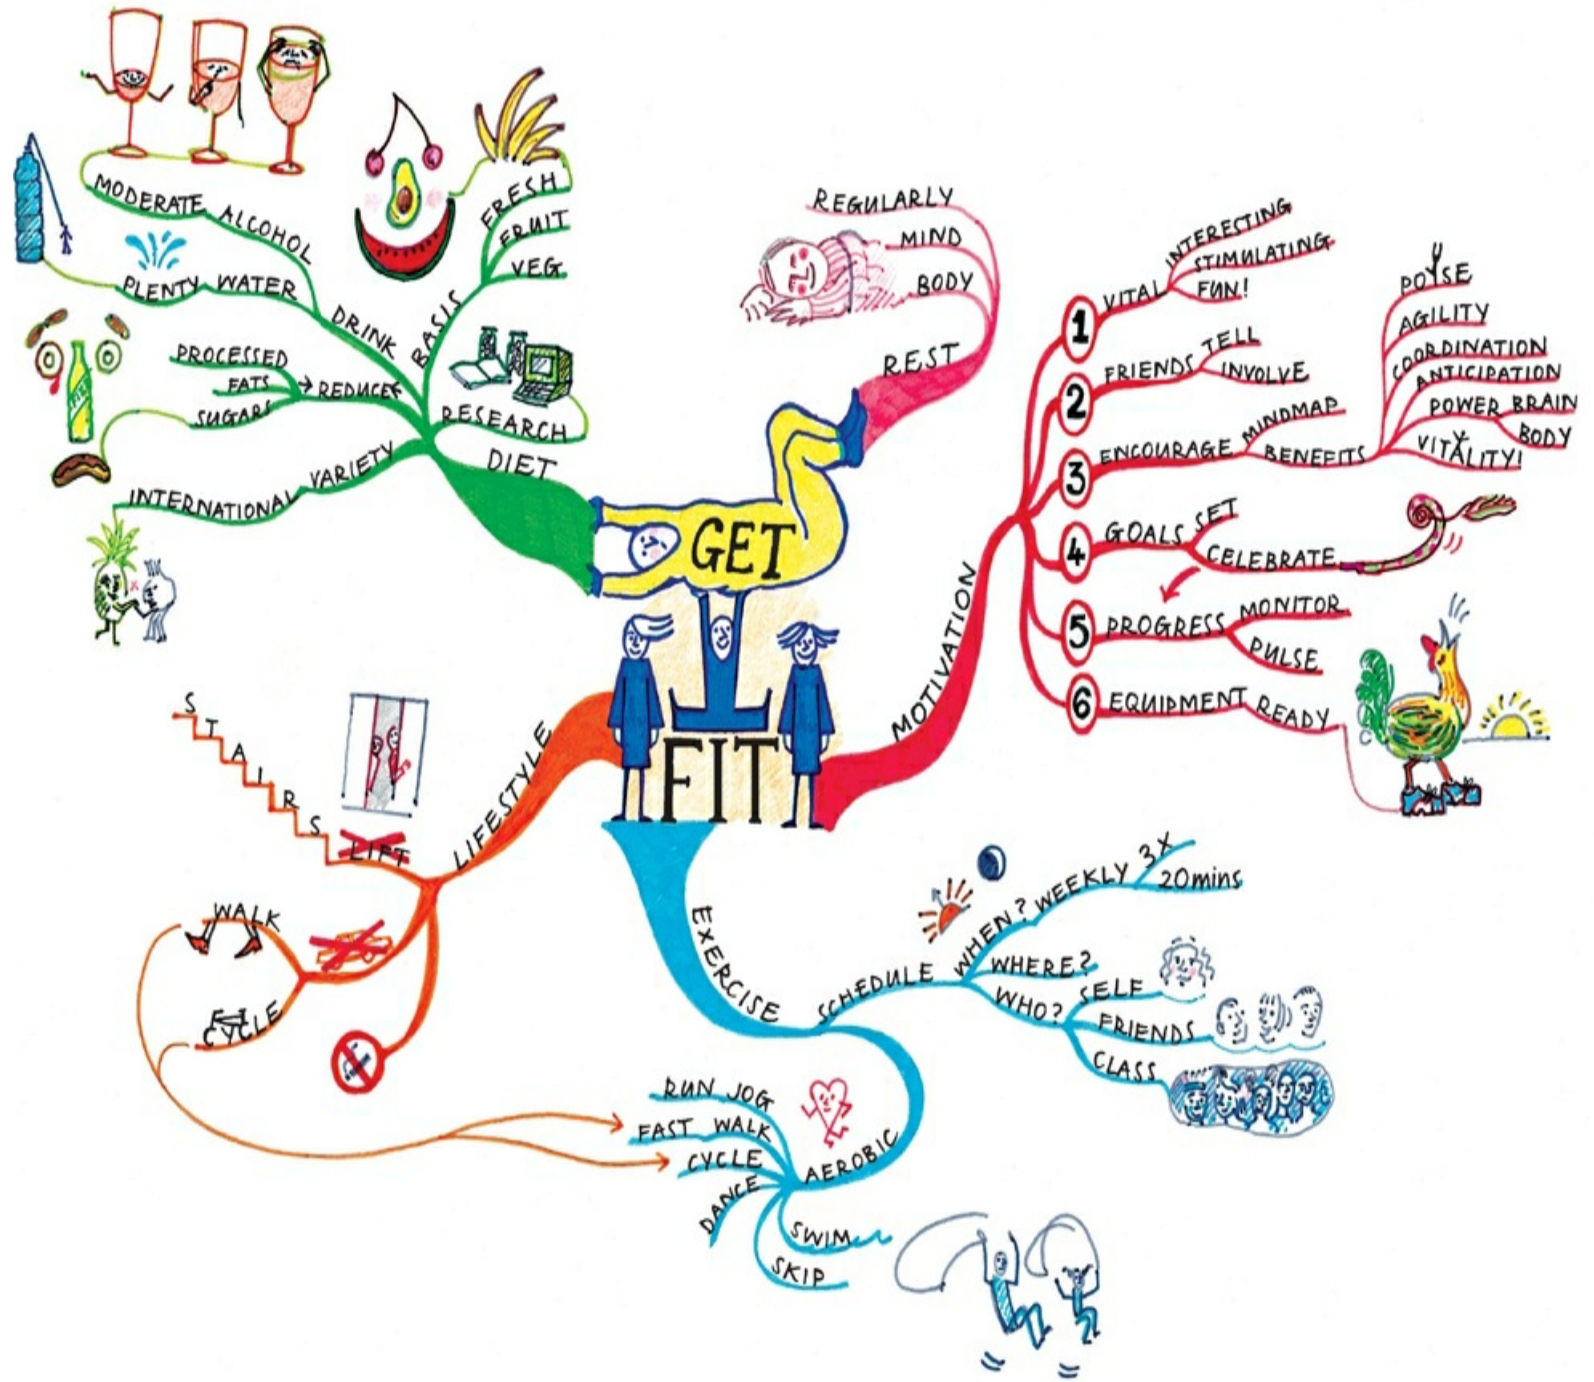 GET
FIT
REST
REGULARLY
MIND
BODY
MOTIVATION
1
VITAL
INTERESTING
STIMULATING
FUN!
2
FRIENDS
TELL
INVOLVE
3
ENCOURAGE
MINDMAP
BENEFITS
POYSE
AGILITY
COORDINATION
ANTICIPATION
POWER BRAIN
BODY
VITALITY!
4
GOALS
SET
CELEBRATE
5
PROGRESS
MONITOR
PULSE
6
EQUIPMENT READY
EXERCISE
SCHEDULE
WHEN? WEEKLY
3X
20mins
WHERE?
WHO?
SELF
FRIENDS
CLASS
AEROBIC
RUN JOG
FAST WALK
CYCLE
DANCE
SWIM
SKIP
LIFESTYLE
LIFT
STAIRS
WALK
CYCLE
DIET
VARIETY
INTERNATIONAL
REDUCE
PROCESSED
FATS
SUGARS
DRINK
WATER
PLENTY
ALCOHOL
MODERATE
BASIS
FRESH
FRUIT
VEG
RESEARCH